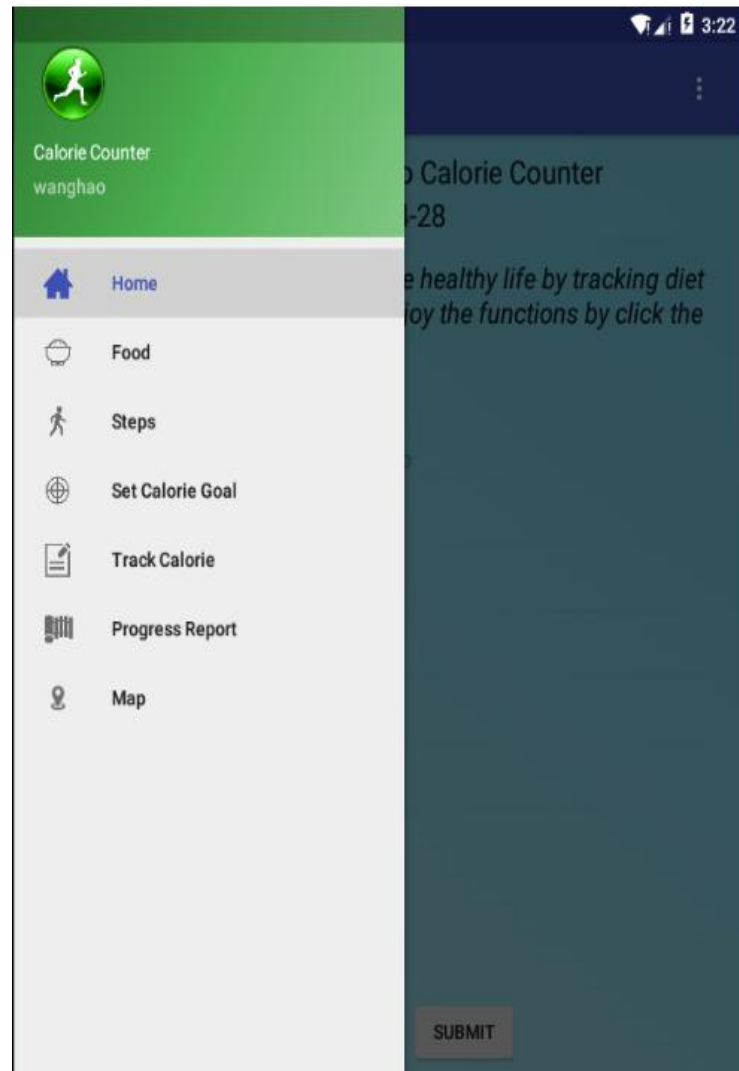 3:22
Calorie Counter
wanghao
Calorie Counter
-28
Home
healthy life by tracking diet
the functions by click the
Food
Steps
Set Calorie Goal
Track Calorie
Progress Report
Map
SUBMIT